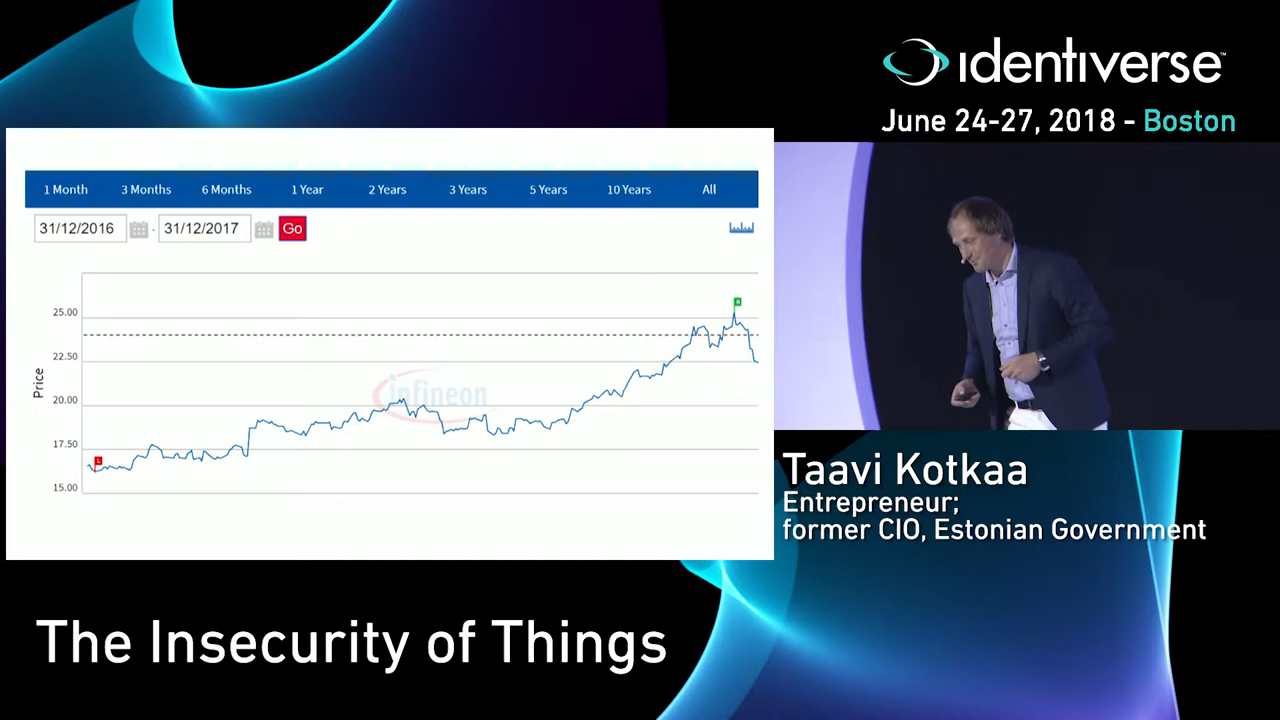 identiverse™
June 24-27, 2018 - Boston
1 Month 3 Months 6 Months 1 Year 2 Years 3 Years 5 Years 10 Years All
31/12/2016 - 31/12/2017 Go
Price
25.00
22.50
20.00
17.50
15.00
infineon
L
Taavi Kotkaa
Entrepreneur;
former CIO, Estonian Government
The Insecurity of Things